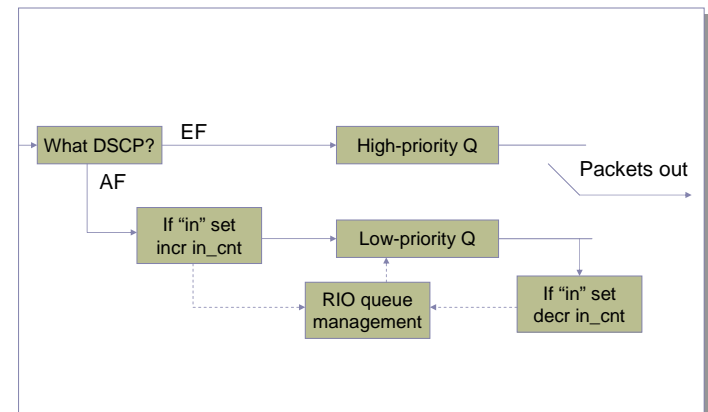 What DSCP?
EF
High-priority Q
Packets out
AF
If “in” set
incr in_cnt
Low-priority Q
RIO queue
management
If “in” set
decr in_cnt